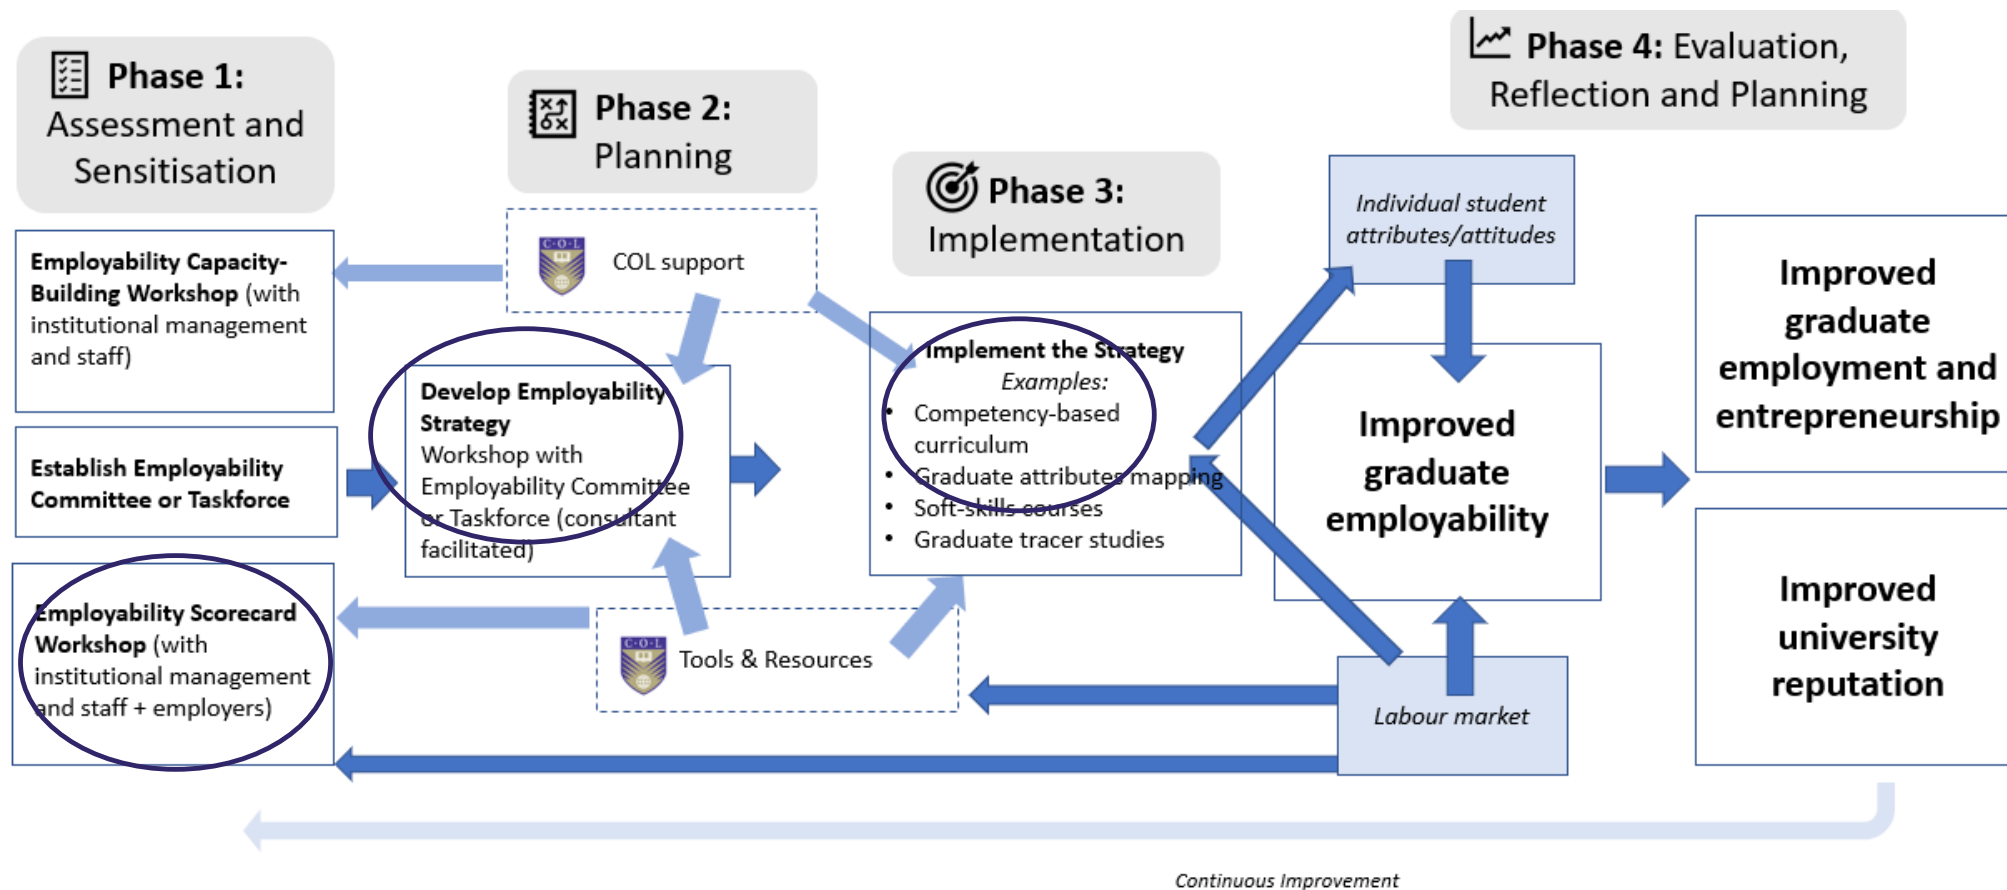 Phase 1:
Assessment and
Sensitisation
Employability Capacity-
Building Workshop (with
institutional management
and staff)
Establish Employability
Committee or Taskforce
Employability Scorecard
Workshop (with
institutional management
and staff + employers)
Phase 2:
Planning
C·O·L
COL support
Develop Employability
Strategy
Workshop with
Employability Committee
or Taskforce (consultant
facilitated)
C·O·L
Tools & Resources
Phase 3:
Implementation
Implement the Strategy
Examples:
• Competency-based
curriculum
• Graduate attributes mapping
• Soft-skills courses
• Graduate tracer studies
Phase 4: Evaluation,
Reflection and Planning
Individual student
attributes/attitudes
Improved
graduate
employability
Labour market
Improved
graduate
employment and
entrepreneurship
Improved
university
reputation
Continuous Improvement